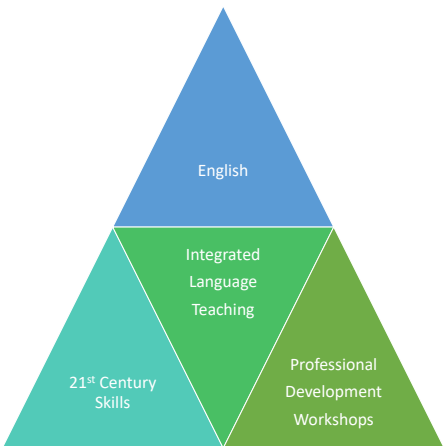 English
Integrated
Language
Teaching
21st Century
Skills
Professional
Development
Workshops